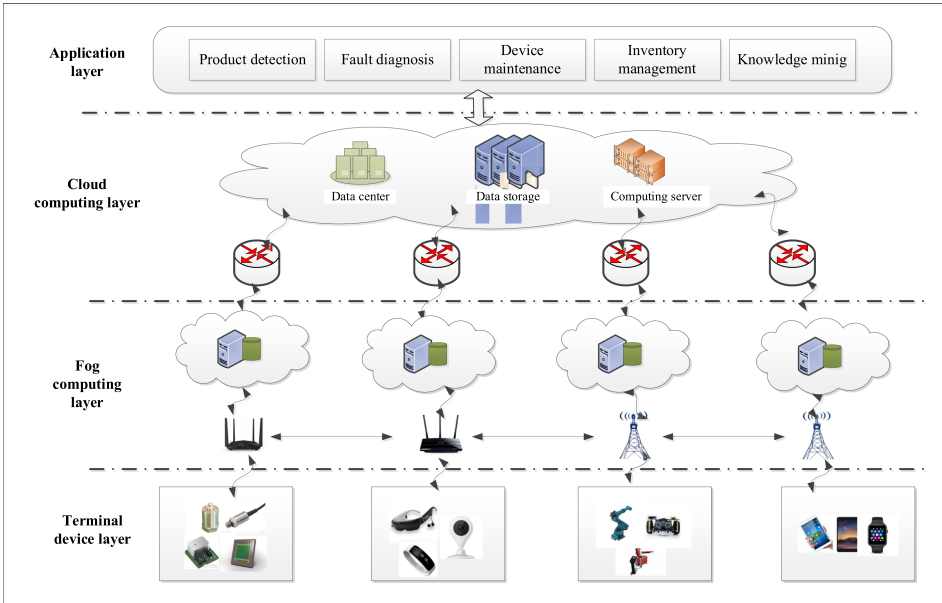 Application
layer
Product detection
Fault diagnosis
Device
maintenance
Inventory
management
Knowledge minig
Cloud
computing layer
Data center
Data storage
Computing server
Fog
computing
layer
Terminal
device layer